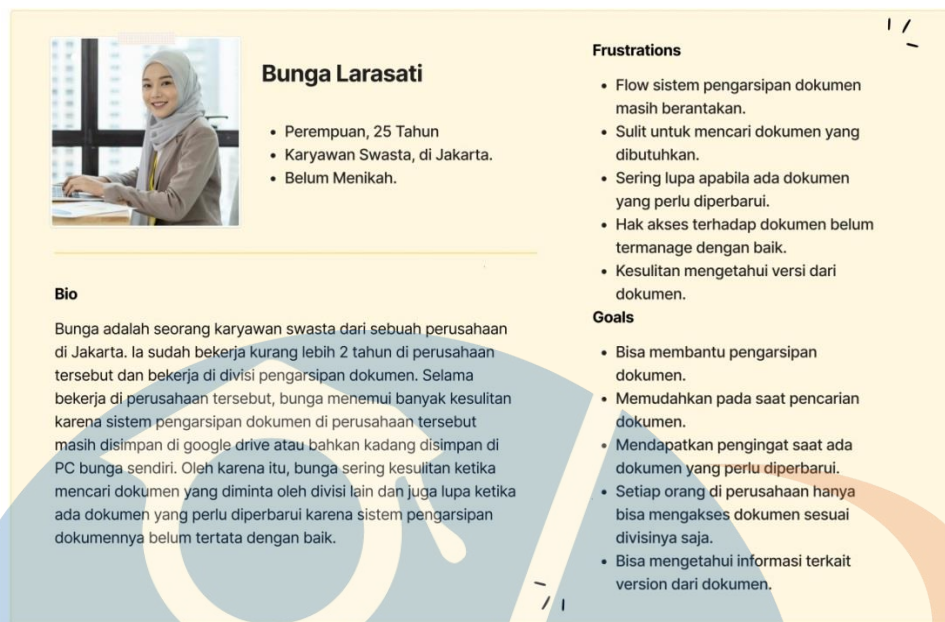 Bunga Larasati
Perempuan, 25 Tahun
Karyawan Swasta, di Jakarta.
Belum Menikah.
Bio
Bunga adalah seorang karyawan swasta dari sebuah perusahaan
di Jakarta. Ia sudah bekerja kurang lebih 2 tahun di perusahaan
tersebut dan bekerja di divisi pengarsipan dokumen. Selama
bekerja di perusahaan tersebut, bunga menemui banyak kesulitan
karena sistem pengarsipan dokumen di perusahaan tersebut
masih disimpan di google drive atau bahkan kadang disimpan di
PC bunga sendiri. Oleh karena itu, bunga sering kesulitan ketika
mencari dokumen yang diminta oleh divisi lain dan juga lupa ketika
ada dokumen yang perlu diperbarui karena sistem pengarsipan
dokumennya belum tertata dengan baik.
Frustrations
Flow sistem pengarsipan dokumen
masih berantakan.
Sulit untuk mencari dokumen yang
dibutuhkan.
Sering lupa apabila ada dokumen
yang perlu diperbarui.
Hak akses terhadap dokumen belum
termanage dengan baik.
Kesulitan mengetahui versi dari
dokumen.
Goals
Bisa membantu pengarsipan
dokumen.
Memudahkan pada saat pencarian
dokumen.
Mendapatkan pengingat saat ada
dokumen yang perlu diperbarui.
Setiap orang di perusahaan hanya
bisa mengakses dokumen sesuai
divisinya saja.
Bisa mengetahui informasi terkait
version dari dokumen.